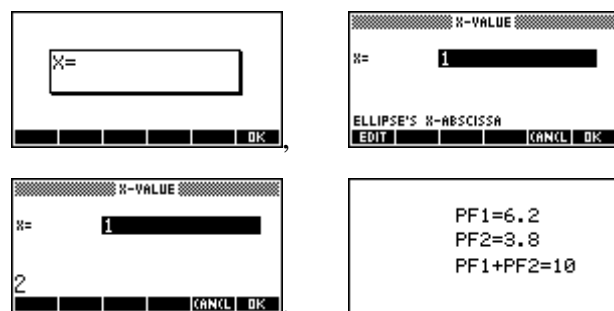 X=
OK
,
X-VALUE
X= 1
ELLIPSE'S X-ABSCISSA
EDIT CANCL OK
X-VALUE
X= 1
2
CANCL OK
PF1=6.2
PF2=3.8
PF1+PF2=10